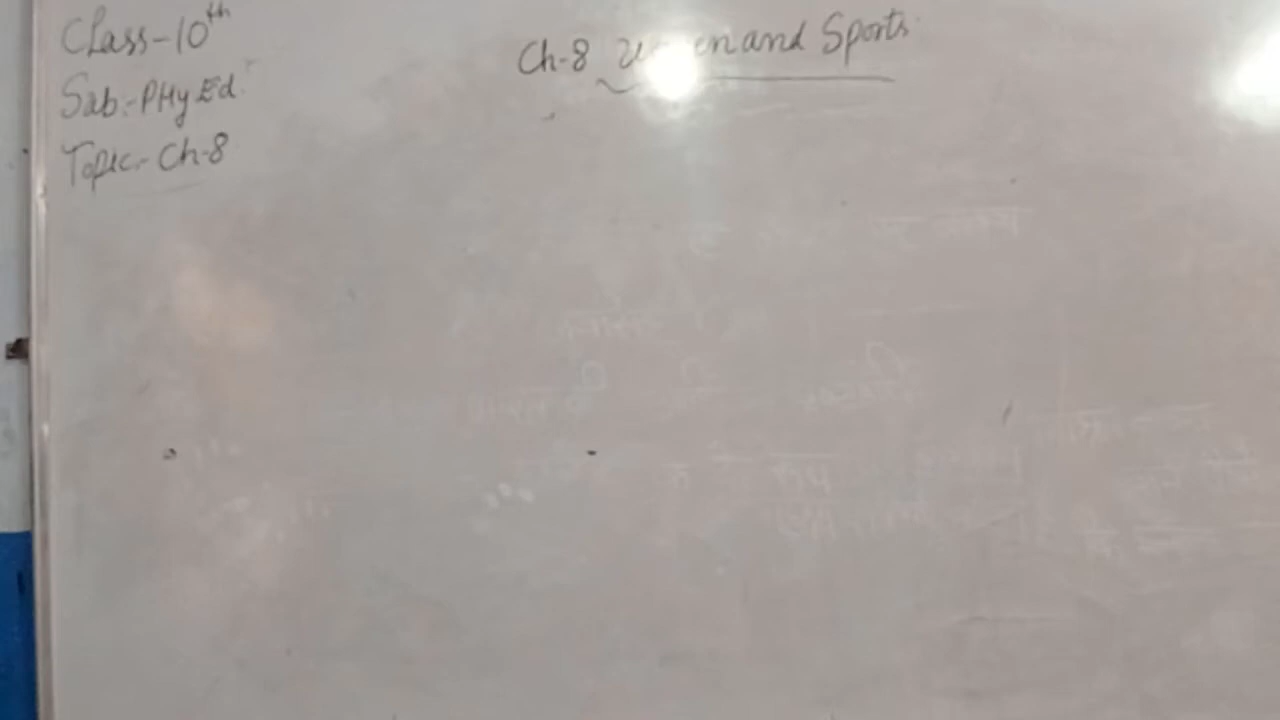 Class-10th
Sub:-PHy Ed.
Topic:- Ch-8
Ch-8 and Sports